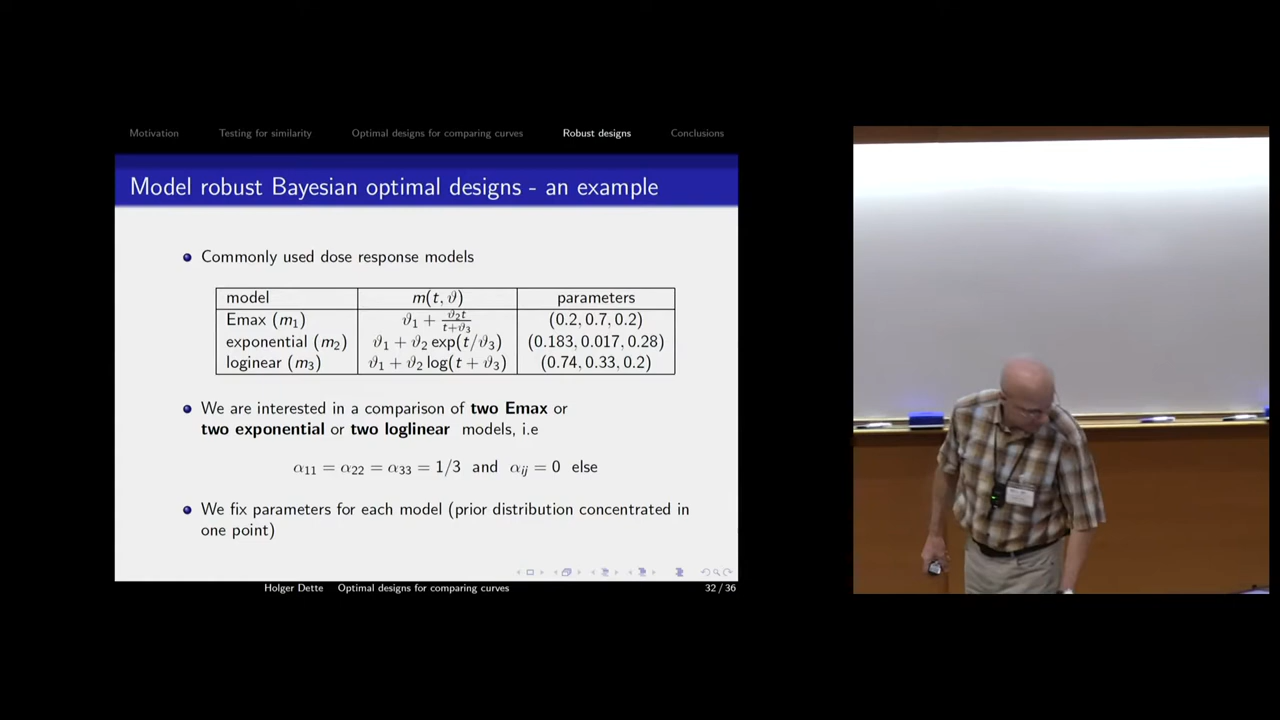 Motivation Testing for similarity Optimal designs for comparing curves Robust designs Conclusions
Model robust Bayesian optimal designs - an example
Commonly used dose response models
model m(t, ϑ) parameters
Emax (m₁) ϑ₁ + ϑ₂t/(t+ϑ₃) (0.2, 0.7, 0.2)
exponential (m₂) ϑ₁ + ϑ₂ exp(t/ϑ₃) (0.183, 0.017, 0.28)
loglinear (m₃) ϑ₁ + ϑ₂ log(t + ϑ₃) (0.74, 0.33, 0.2)
We are interested in a comparison of two Emax or
two exponential or two loglinear models, i.e
α₁₁ = α₂₂ = α₃₃ = 1/3 and αᵢⱼ = 0 else
We fix parameters for each model (prior distribution concentrated in
one point)
Holger Dette Optimal designs for comparing curves 32 / 36